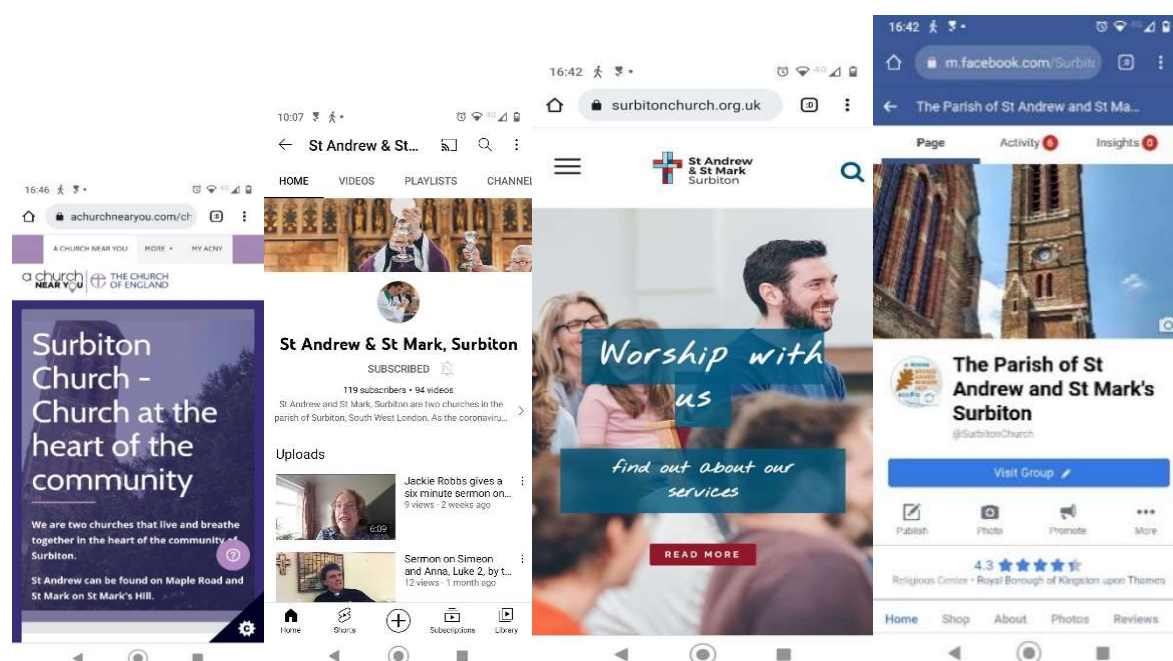 16:46
achurchnearyou.com/ch
A CHURCH NEAR YOU MORE MY ACNY
a church
NEAR YOU
THE CHURCH
OF ENGLAND
Surbiton
Church -
Church at the
heart of the
community
We are two churches that live and breathe
together in the heart of the community of
Surbiton.
St Andrew can be found on Maple Road and
St Mark on St Mark's Hill.
10:07 4G
St Andrew & St...
HOME VIDEOS PLAYLISTS CHANNEL
St Andrew & St Mark, Surbiton
SUBSCRIBED
119 subscribers • 94 videos
St Andrew and St Mark, Surbiton are two churches in the
parish of Surbiton, South West London. As the coronaviru...
Uploads
Jackie Robbs gives a
six minute sermon on...
9 views · 2 weeks ago
6:09
Sermon on Simeon
and Anna, Luke 2, by t...
12 views · 1 month ago
Home Shorts Subscriptions Library
16:42 4G
surbitonchurch.org.uk :D
St Andrew
& St Mark
Surbiton
Worship with
us
find out about our
services
READ MORE
16:42 4G
m.facebook.com/Surbit :D
The Parish of St Andrew and St Ma...
Page Activity 6 Insights 0
The Parish of St
Andrew and St Mark's
Surbiton
@SurbitonChurch
Visit Group
Publish Photo Promote More
4.3
Religious Center · Royal Borough of Kingston upon Thames
Home Shop About Photos Reviews